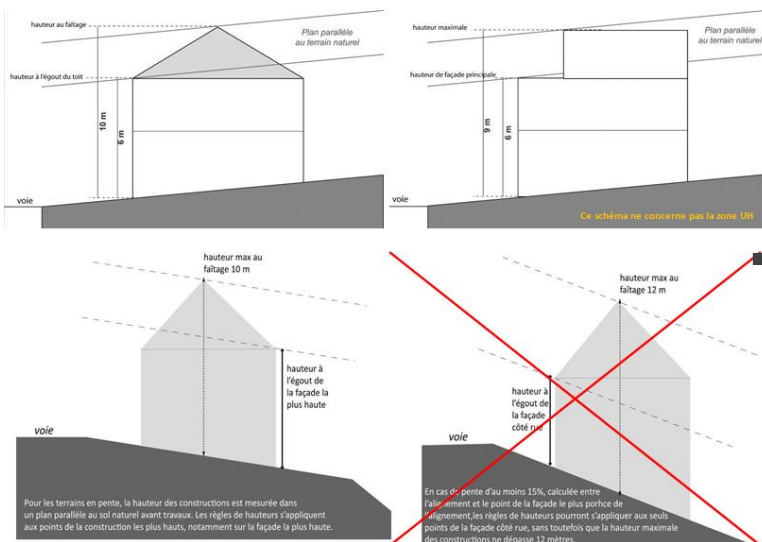 hauteur au faîtage
Plan parallèle
au terrain naturel
hauteur à l'égout du toit
10 m
6 m
voie
hauteur maximale
Plan parallèle
au terrain naturel
hauteur de façade principale
9 m
6 m
voie
Ce schéma ne concerne pas la zone UH
hauteur max au
faîtage 10 m
hauteur à
l'égout de
la façade la
plus haute
voie
Pour les terrains en pente, la hauteur des constructions est mesurée dans
un plan parallèle au sol naturel avant travaux. Les règles de hauteurs s'appliquent
aux points de la construction les plus hauts, notamment sur la façade la plus haute.
hauteur max au
faîtage 12 m
hauteur à
l'égout de
la façade
côté rue
voie
En cas de pente d'au moins 15%, calculée entre
l'alignement et le point de la façade le plus porhce de
l'alignement,les règles de hauteurs pourront s'appliquer aux seuls
points de la façade côté rue, sans toutefois que la hauteur maximale
des constructions ne dépasse 12 mètres.